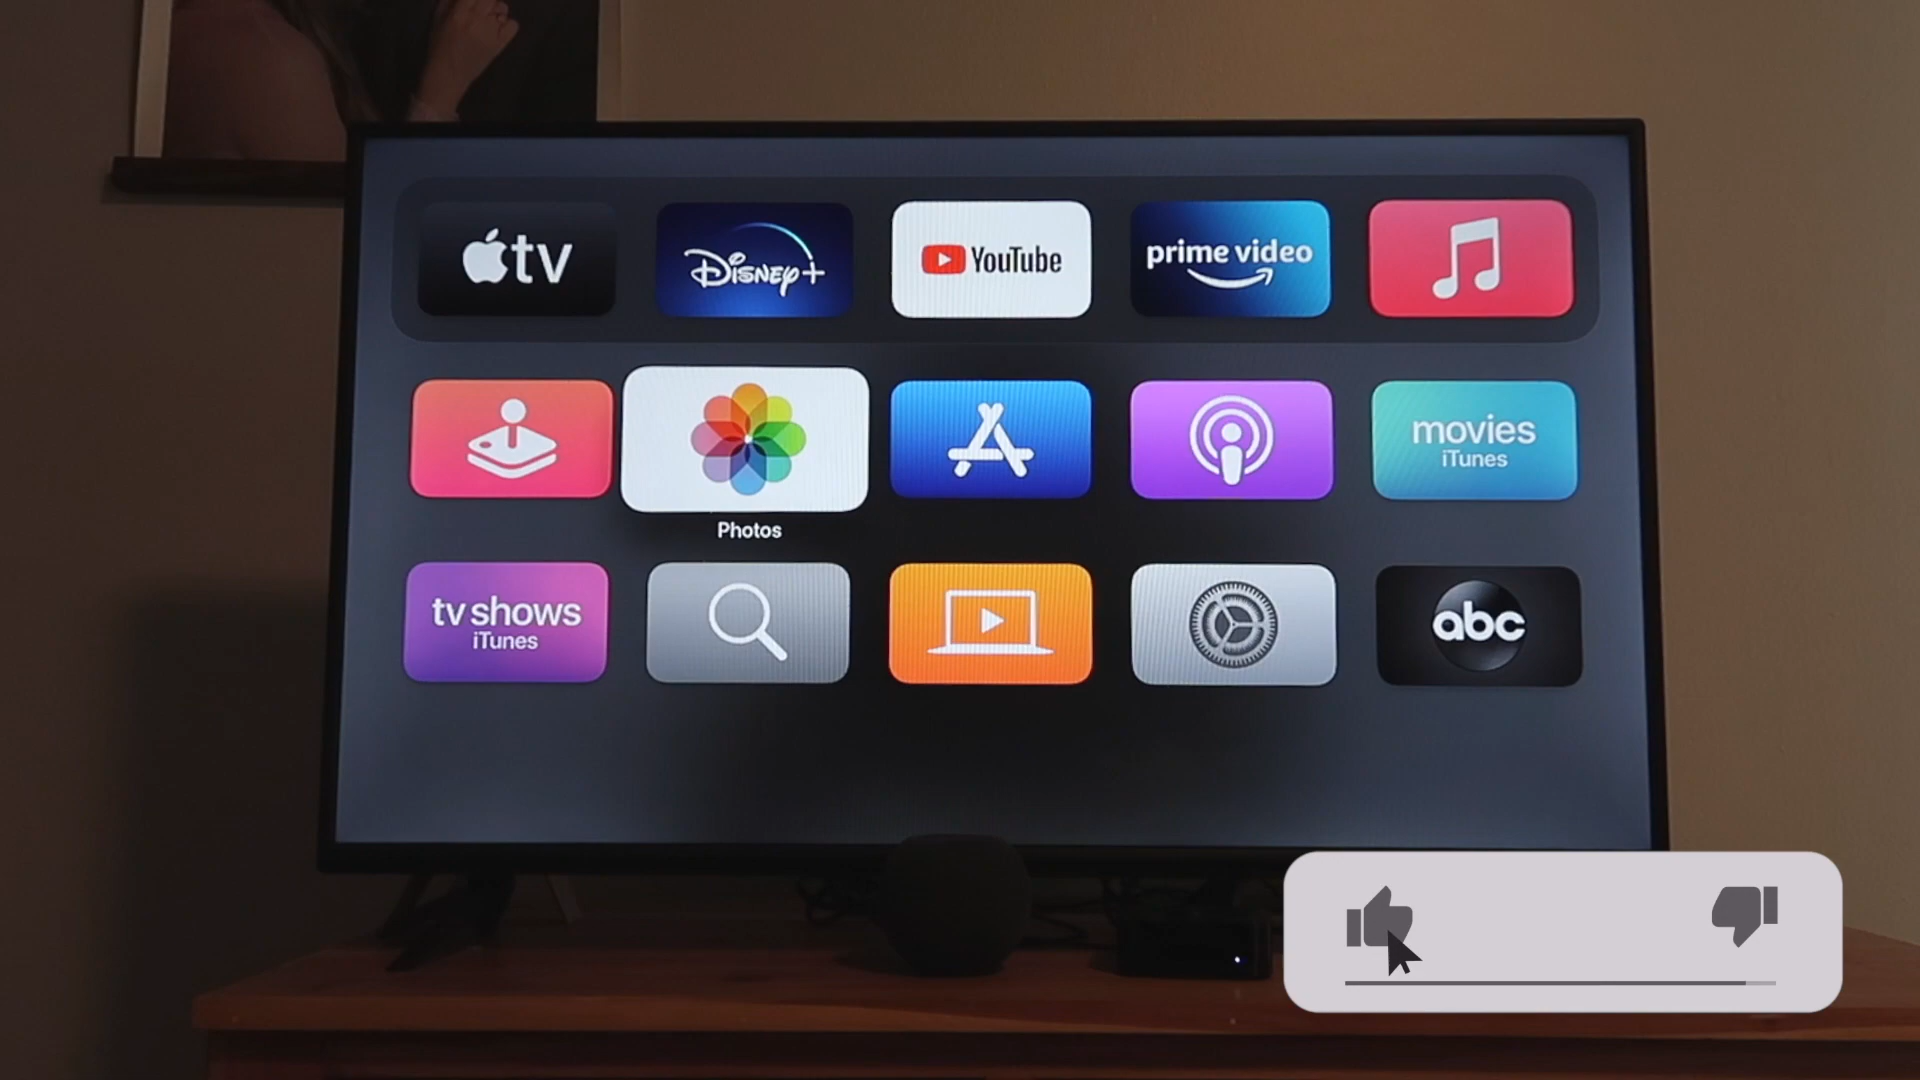 tv
Disney+
YouTube
prime video
movies
iTunes
Photos
tv shows
iTunes
abc